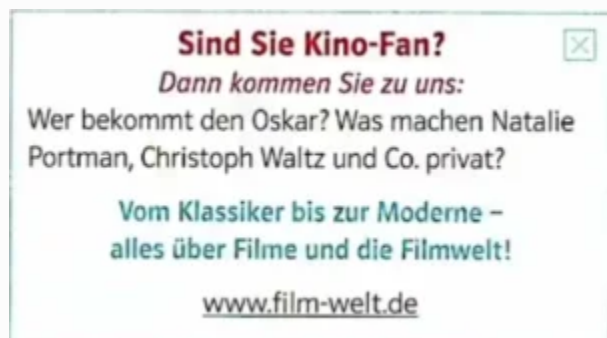 Sind Sie Kino-Fan?
Dann kommen Sie zu uns:
Wer bekommt den Oskar? Was machen Natalie
Portman, Christoph Waltz und Co. privat?
Vom Klassiker bis zur Moderne –
alles über Filme und die Filmwelt!
www.film-welt.de